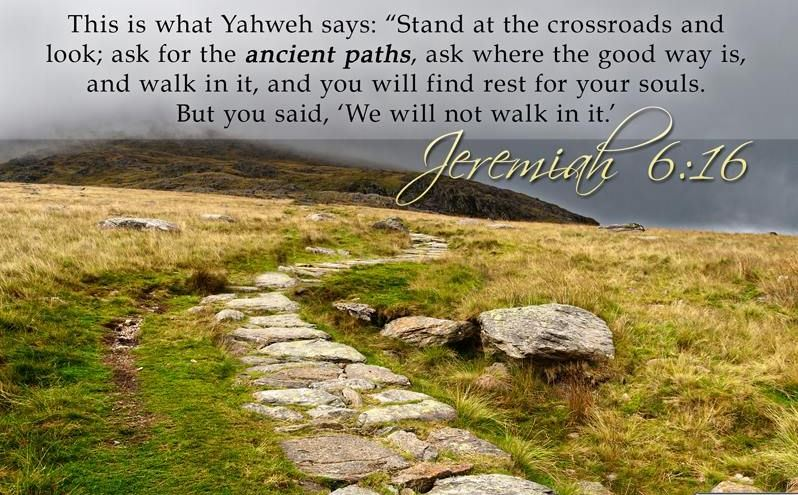 This is what Yahweh says: “Stand at the crossroads and
look; ask for the ancient paths, ask where the good way is,
and walk in it, and you will find rest for your souls.
But you said, ‘We will not walk in it.’
Jeremiah 6:16